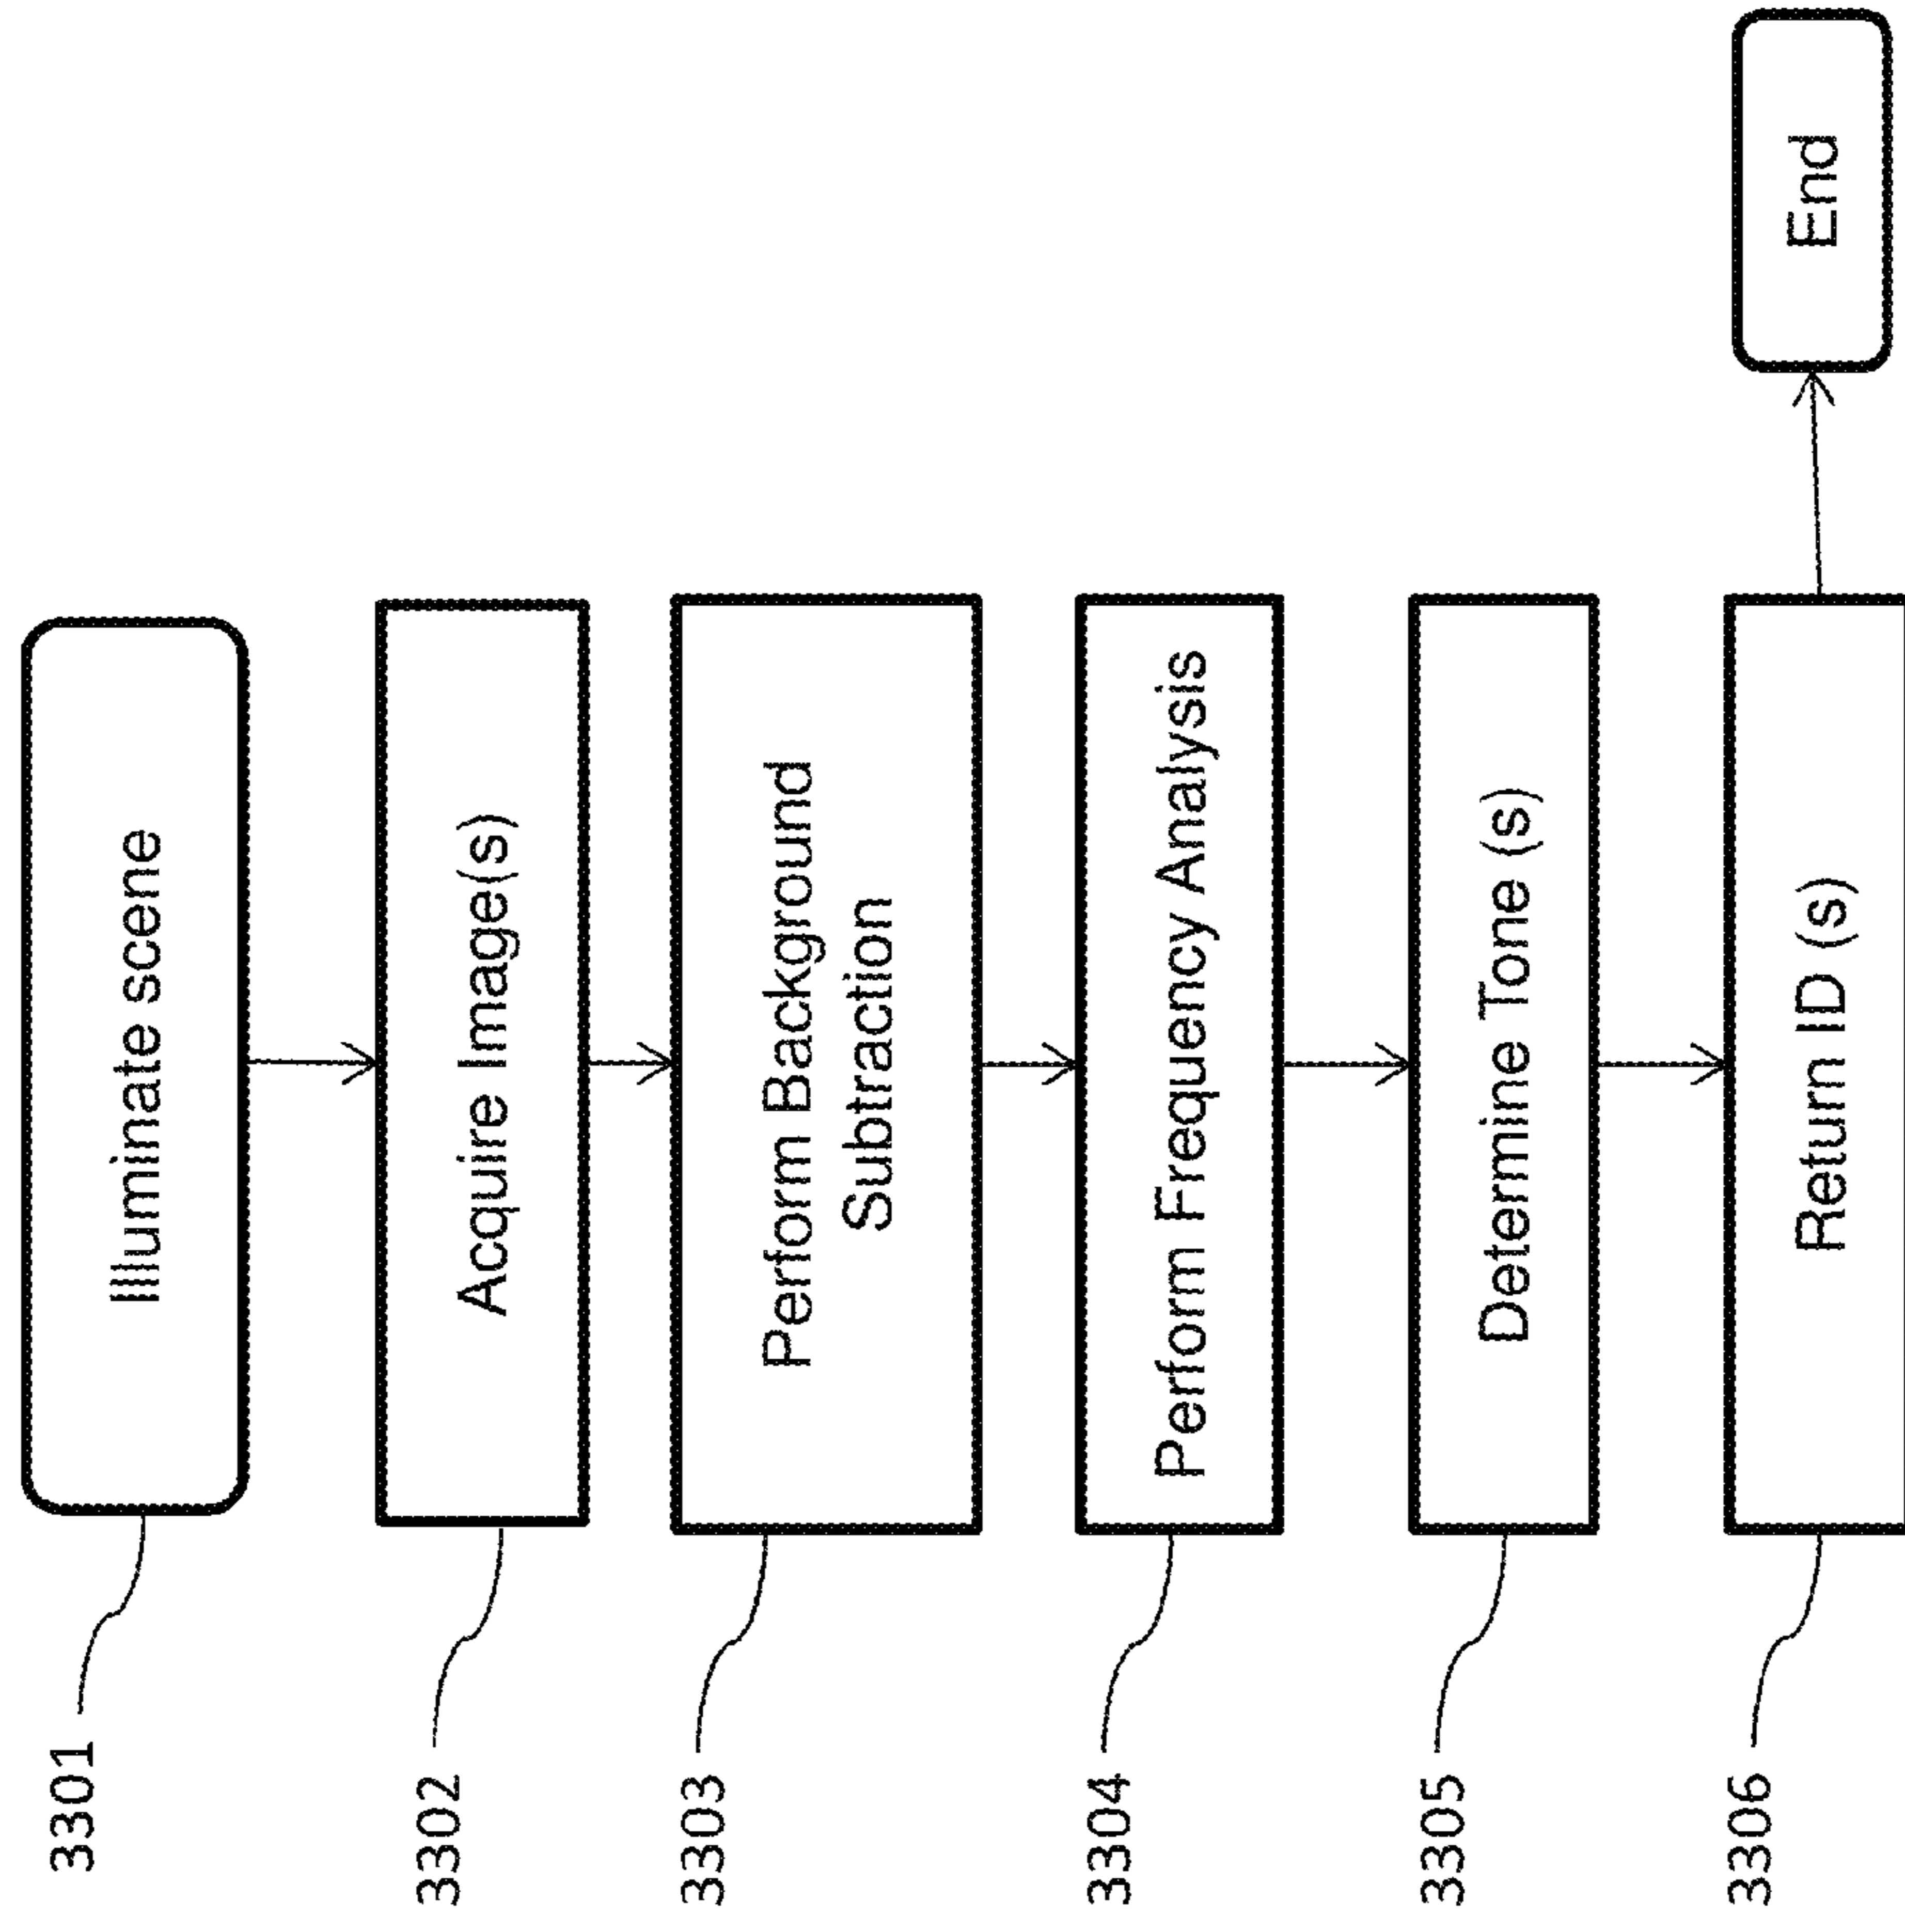 3301
Illuminate scene
3302
Acquire Image(s)
3303
Perform Background
Subtraction
3304
Perform Frequency Analysis
3305
Determine Tone (s)
3306
Return ID (s)
End